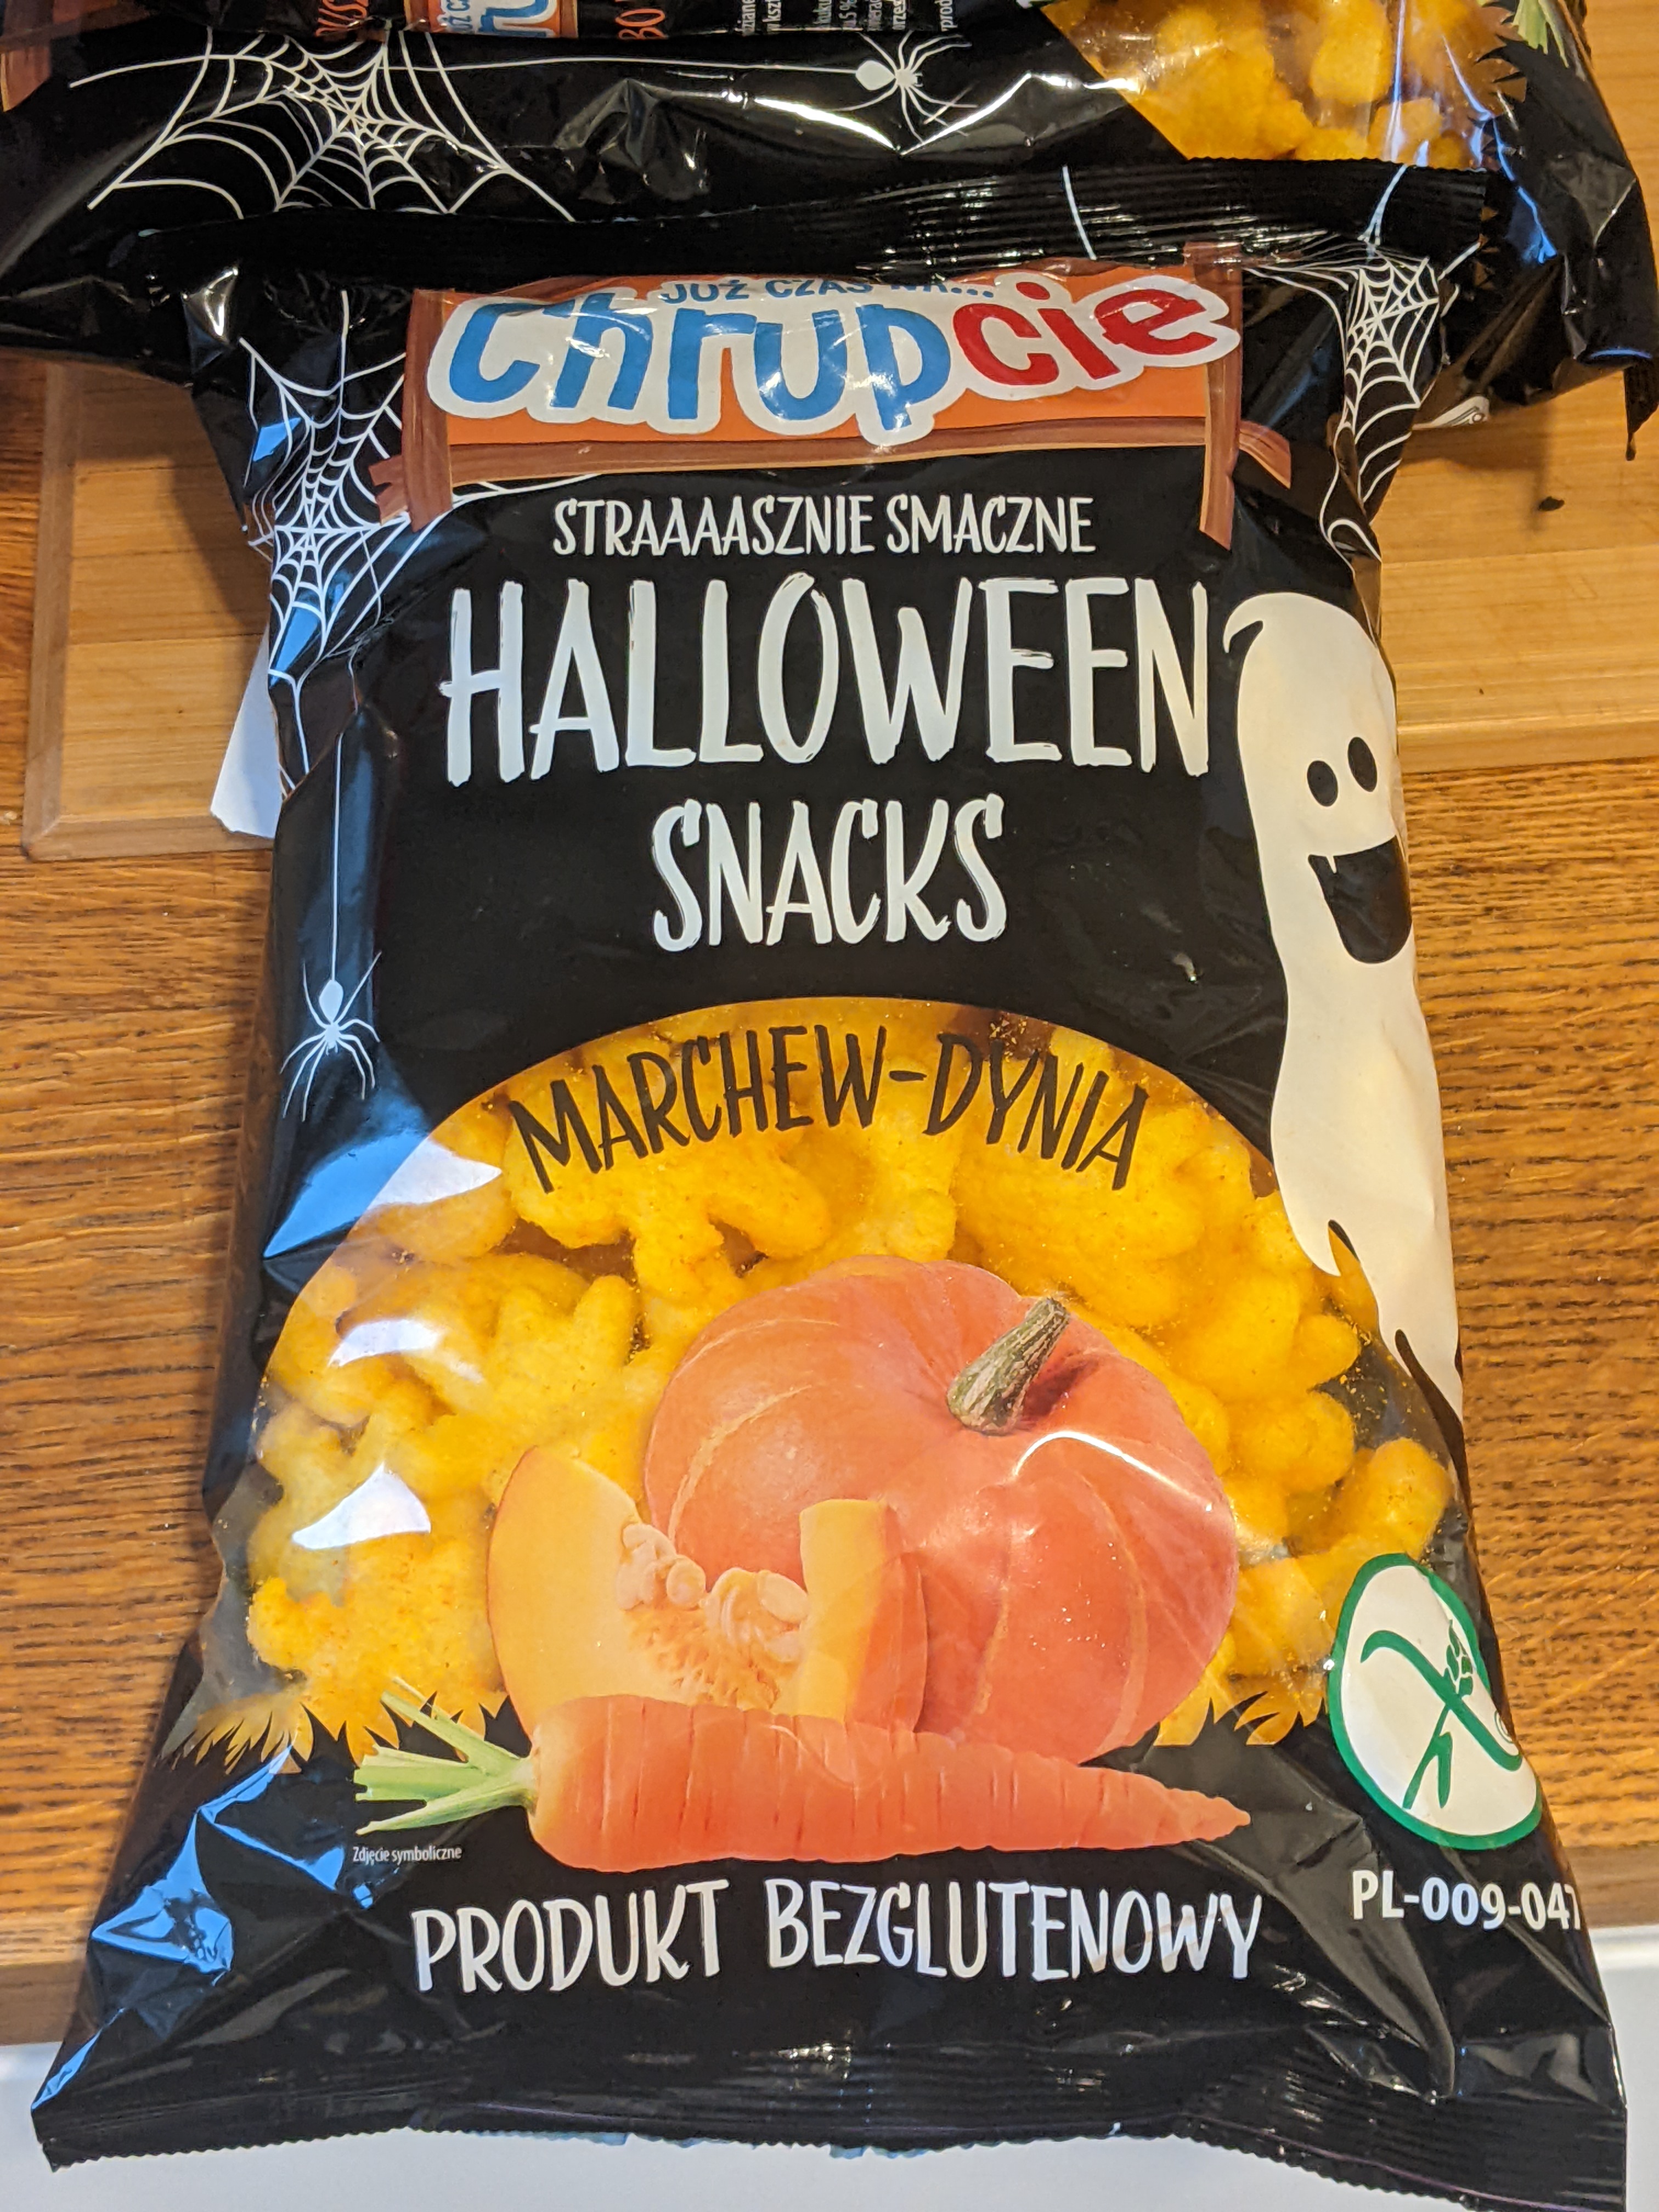 JUŻ CZAS NA...
Chrupcie
STRAAAASZNIE SMACZNE
HALLOWEEN
SNACKS
MARCHEW-DYNIA
Zdjęcie symboliczne
PRODUKT BEZGLUTENOWY
PL-009-047